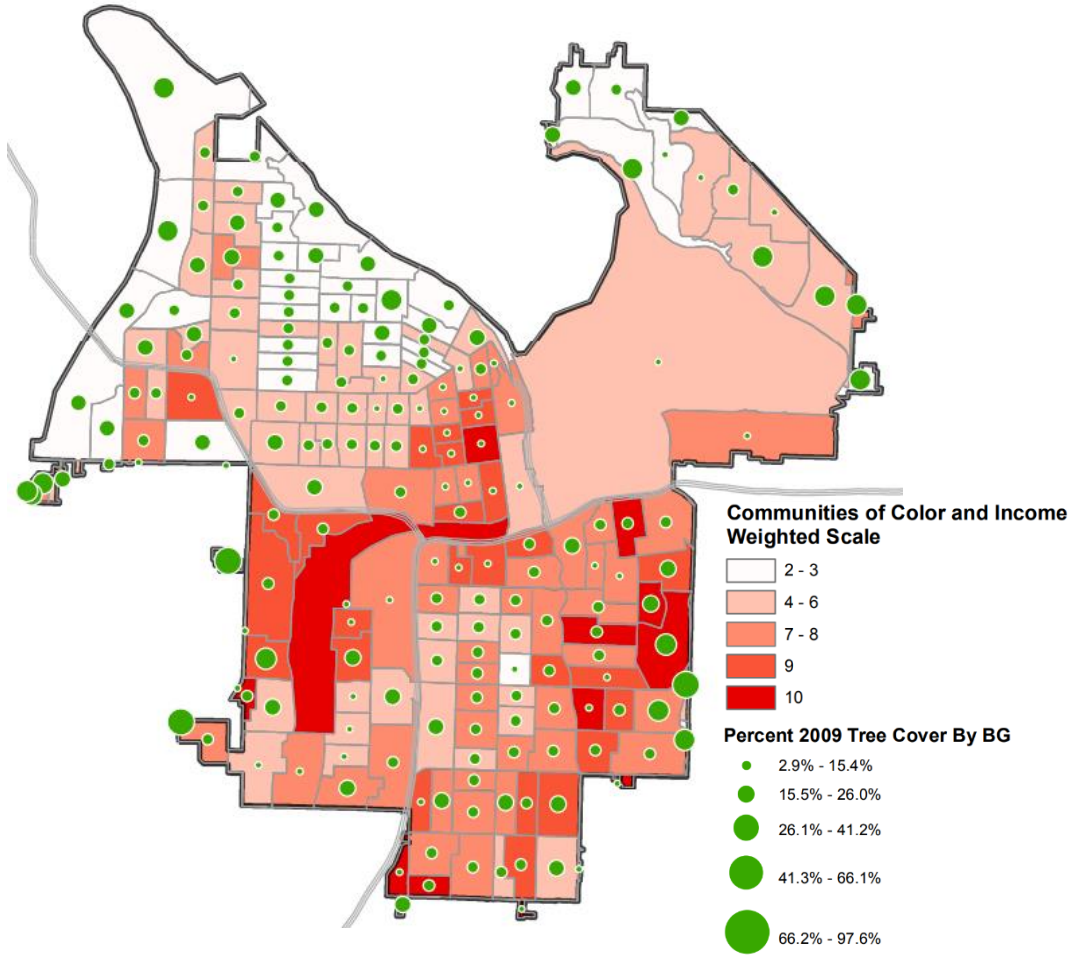 Communities of Color and Income
Weighted Scale
2 - 3
4 - 6
7 - 8
9
10
Percent 2009 Tree Cover By BG
2.9% - 15.4%
15.5% - 26.0%
26.1% - 41.2%
41.3% - 66.1%
66.2% - 97.6%